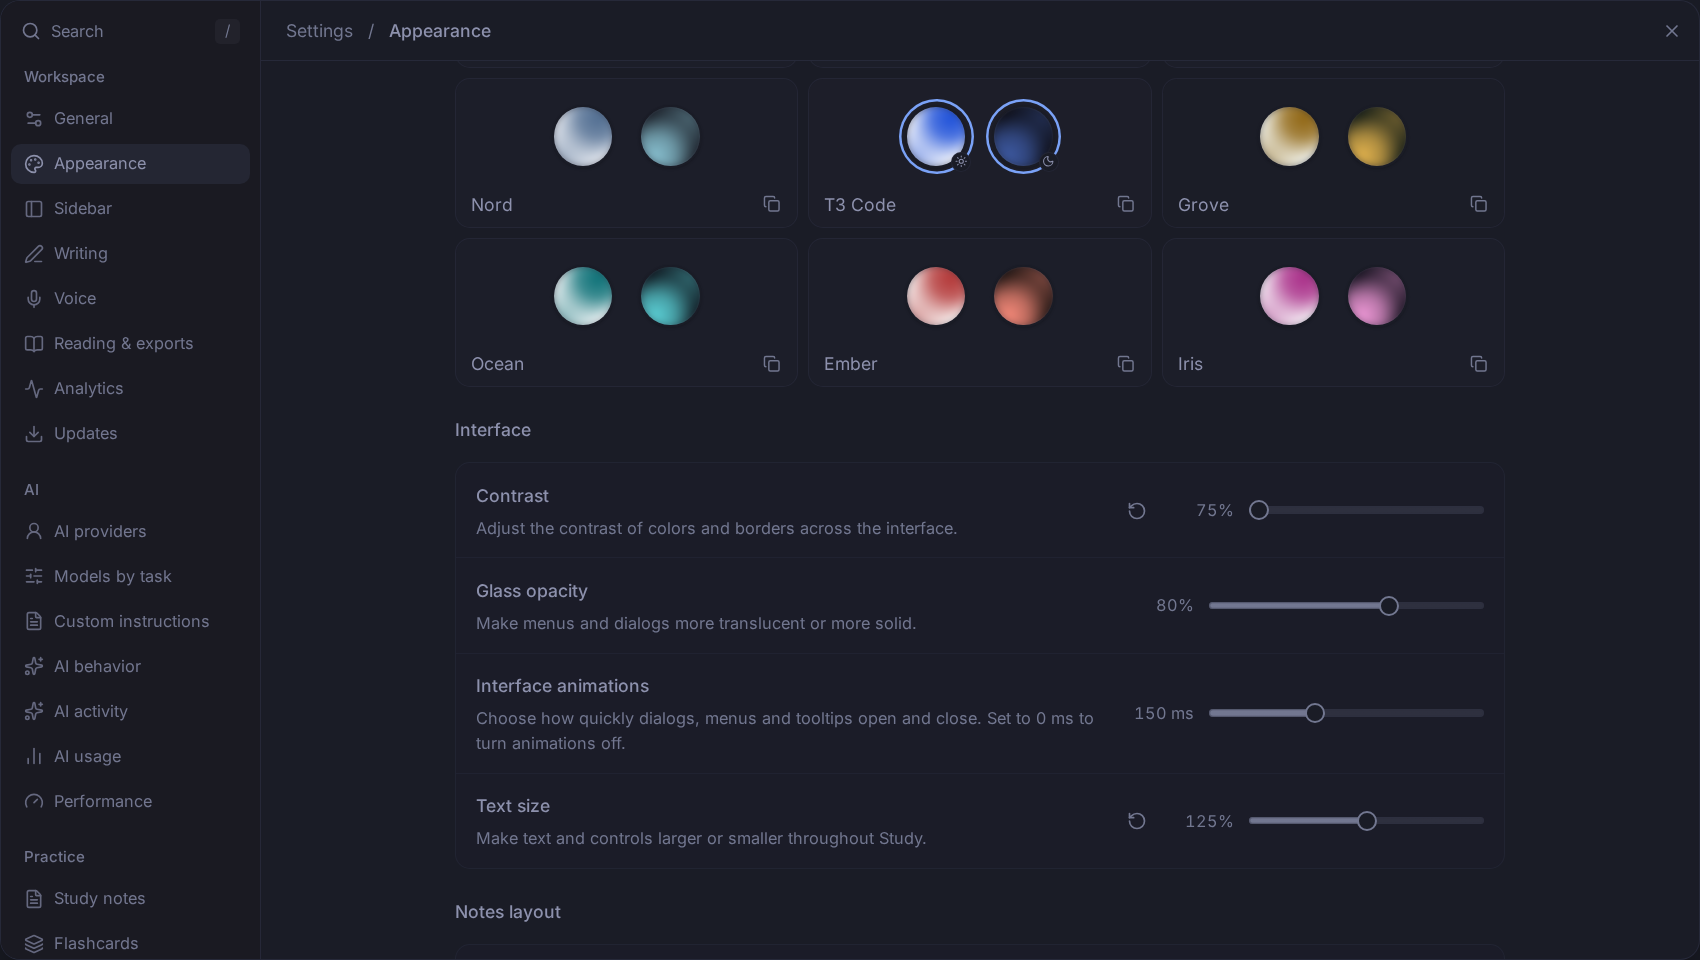 Search /
Settings / Appearance
Workspace
General
Appearance
Sidebar
Writing
Voice
Reading & exports
Analytics
Updates
AI
AI providers
Models by task
Custom instructions
AI behavior
AI activity
AI usage
Performance
Practice
Study notes
Flashcards
Nord
T3 Code
Grove
Ocean
Ember
Iris
Interface
Contrast
Adjust the contrast of colors and borders across the interface.
75%
Glass opacity
Make menus and dialogs more translucent or more solid.
80%
Interface animations
Choose how quickly dialogs, menus and tooltips open and close. Set to 0 ms to
turn animations off.
150 ms
Text size
Make text and controls larger or smaller throughout Study.
125%
Notes layout